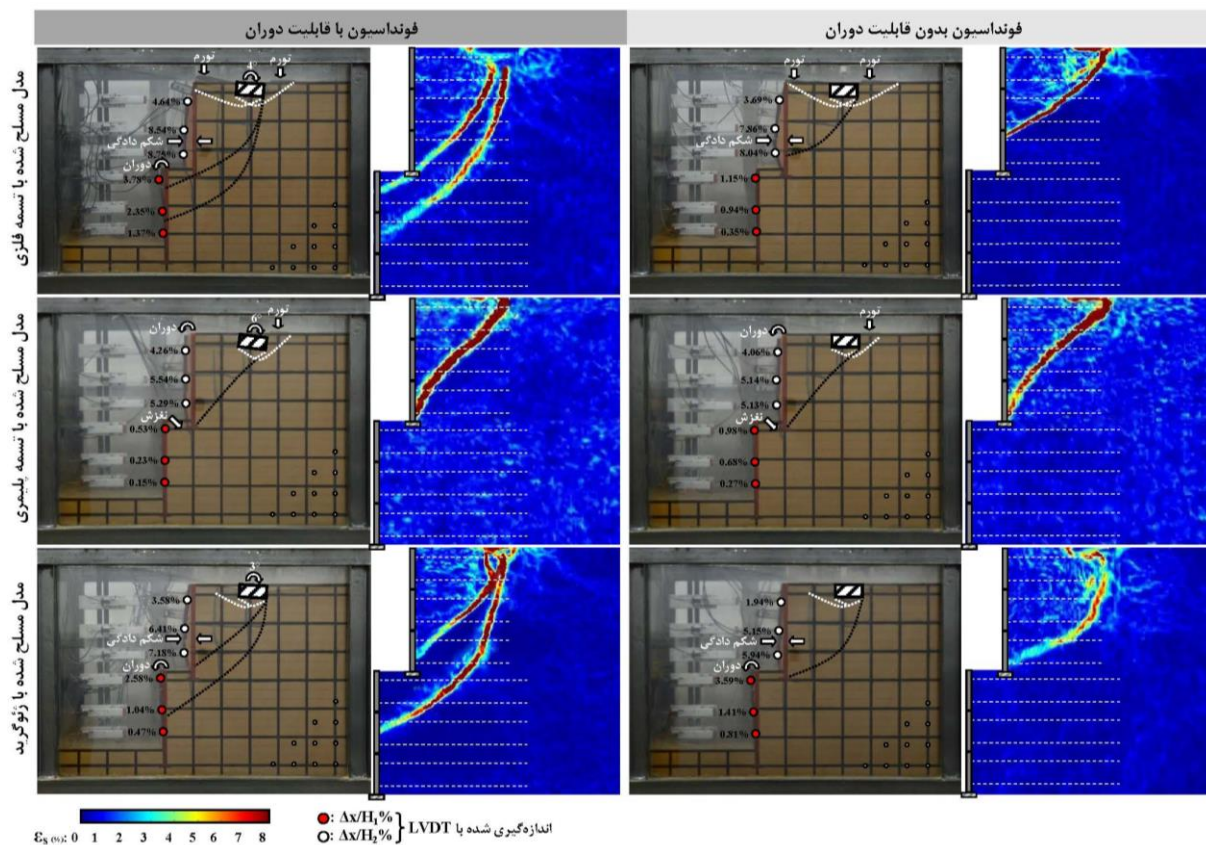 فونداسیون با قابلیت دوران
فونداسیون بدون قابلیت دوران
مدل مسلح شده با تسمه فلزی
تورم
4°
تورم
4.64%
8.54%
شکم دادگی
8.75%
دوران
3.78%
2.35%
1.37%
تورم
تورم
3.69%
7.86%
شکم دادگی
8.04%
1.15%
0.94%
0.35%
مدل مسلح شده با تسمه پلیمری
دوران
6°
تورم
4.26%
5.54%
5.29%
لغزش
0.53%
0.23%
0.15%
دوران
تورم
4.06%
5.14%
5.13%
لغزش
0.98%
0.68%
0.27%
مدل مسلح شده با ژئوگرید
3°
3.58%
6.41%
شکم دادگی
7.18%
دوران
2.58%
1.04%
0.47%
1.94%
5.15%
شکم دادگی
5.94%
دوران
3.59%
1.41%
0.81%
εs (%): 0 1 2 3 4 5 6 7 8
: Δx/H₁%
: Δx/H₂%
اندازه‌گیری شده با LVDT